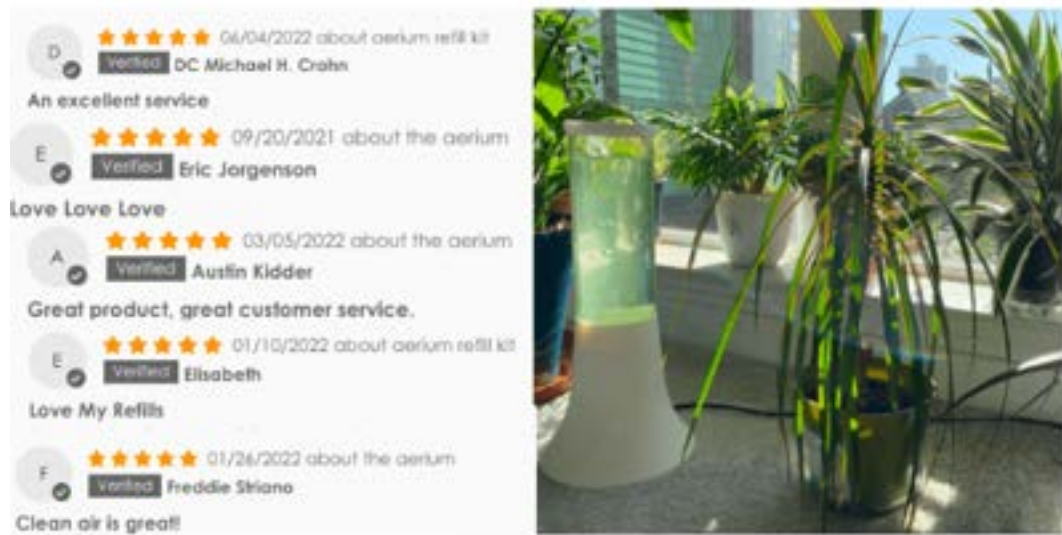 D 06/04/2022 about aerium refill kit
Verified DC Michael H. Crohn
An excellent service
E 09/20/2021 about the aerium
Verified Eric Jorgenson
Love Love Love
A 03/05/2022 about the aerium
Verified Austin Kidder
Great product, great customer service.
E 01/10/2022 about aerium refill kit
Verified Elisabeth
Love My Refills
F 01/26/2022 about the aerium
Verified Freddie Striano
Clean air is great!